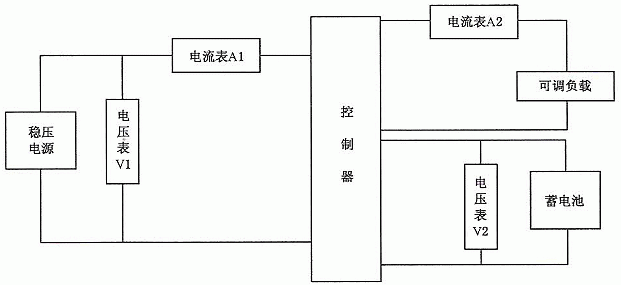 电流表A1
电流表A2
可调负载
稳压
电源
电压表V1
控制器
电压表V2
蓄电池